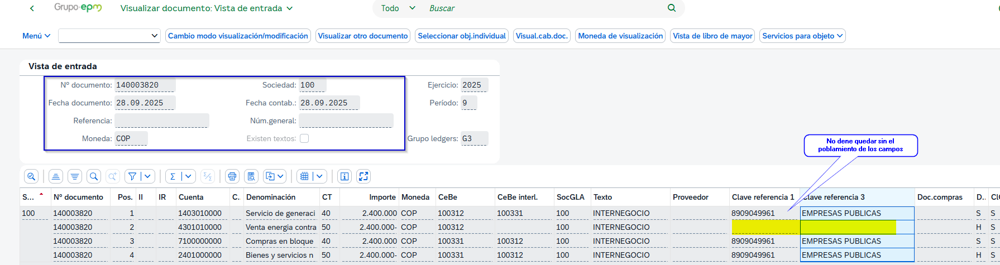 Grupo·epm Visualizar documento: Vista de entrada Todo Buscar
Menú Cambio modo visualización/modificación Visualizar otro documento Seleccionar obj.individual Visual.cab.doc. Moneda de visualización Vista de libro de mayor Servicios para objeto
Vista de entrada
Nº documento: 140003820 Sociedad: 100 Ejercicio: 2025
Fecha documento: 28.09.2025 Fecha contab.: 28.09.2025 Período: 9
Referencia: Núm.general:
Moneda: COP Existen textos: Grupo ledgers: G3
No dene quedar sin el
poblamiento de los campos
S... Nº documento Pos. II IR Cuenta C.. Denominación CT Importe Moneda CeBe CeBe interl. SocGLA Texto Proveedor Clave referencia 1 Clave referencia 3 Doc.compras D.. ClC
100 140003820 1 1403010000 Servicio de generaci 40 2.400.000 COP 100312 100331 100 INTERNEGOCIO 8909049961 EMPRESAS PUBLICAS S S
140003820 2 4301010000 Venta energia contra 50 2.400.000- COP 100312 100 INTERNEGOCIO H S
140003820 3 7100000000 Compras en bloque 40 2.400.000 COP 100331 100312 100 INTERNEGOCIO 8909049961 EMPRESAS PUBLICAS S S
140003820 4 2401000000 Bienes y servicios n 50 2.400.000- COP 100331 100312 100 INTERNEGOCIO 8909049961 EMPRESAS PUBLICAS H S